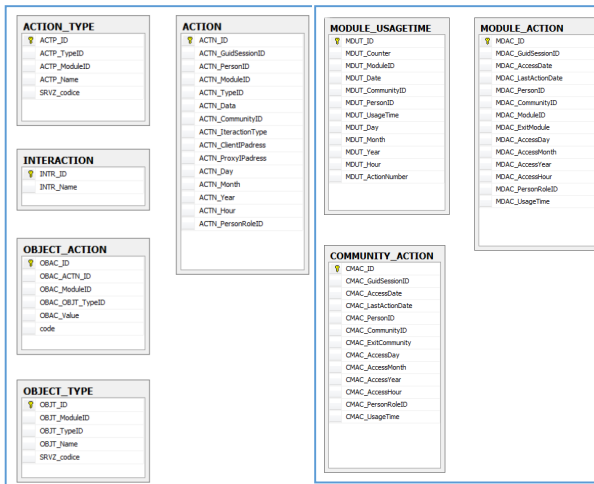 ACTION_TYPE
ACTP_ID
ACTP_TypeID
ACTP_ModuleID
ACTP_Name
SRVZ_codice
INTERACTION
INTR_ID
INTR_Name
OBJECT_ACTION
OBAC_ID
OBAC_ACTN_ID
OBAC_ModuleID
OBAC_OBJT_TypeID
OBAC_Value
code
OBJECT_TYPE
OBJT_ID
OBJT_ModuleID
OBJT_TypeID
OBJT_Name
SRVZ_codice
ACTION
ACTN_ID
ACTN_GuidSessionID
ACTN_PersonID
ACTN_ModuleID
ACTN_TypeID
ACTN_Data
ACTN_CommunityID
ACTN_IteractionType
ACTN_ClientIPadress
ACTN_ProxyIPadress
ACTN_Day
ACTN_Month
ACTN_Year
ACTN_Hour
ACTN_PersonRoleID
MODULE_USAGETIME
MDUT_ID
MDUT_Counter
MDUT_ModuleID
MDUT_Date
MDUT_CommunityID
MDUT_PersonID
MDUT_UsageTime
MDUT_Day
MDUT_Month
MDUT_Year
MDUT_Hour
MDUT_ActionNumber
COMMUNITY_ACTION
CMAC_ID
CMAC_GuidSessionID
CMAC_AccessDate
CMAC_LastActionDate
CMAC_PersonID
CMAC_CommunityID
CMAC_ExitCommunity
CMAC_AccessDay
CMAC_AccessMonth
CMAC_AccessYear
CMAC_AccessHour
CMAC_PersonRoleID
CMAC_UsageTime
MODULE_ACTION
MDAC_ID
MDAC_GuidSessionID
MDAC_AccessDate
MDAC_LastActionDate
MDAC_PersonID
MDAC_CommunityID
MDAC_ModuleID
MDAC_ExitModule
MDAC_AccessDay
MDAC_AccessMonth
MDAC_AccessYear
MDAC_AccessHour
MDAC_PersonRoleID
MDAC_UsageTime